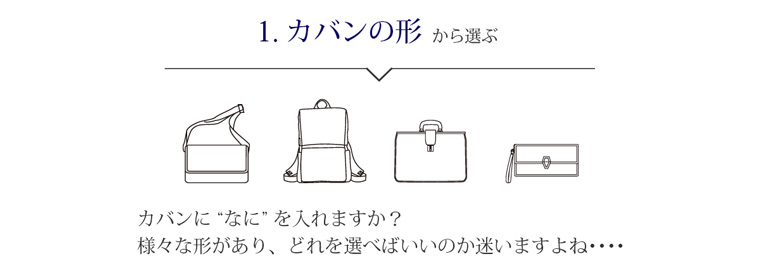 1. カバンの形 から選ぶ
カバンに “なに” を入れますか？
様々な形があり、どれを選べばいいのか迷いますよね・・・・